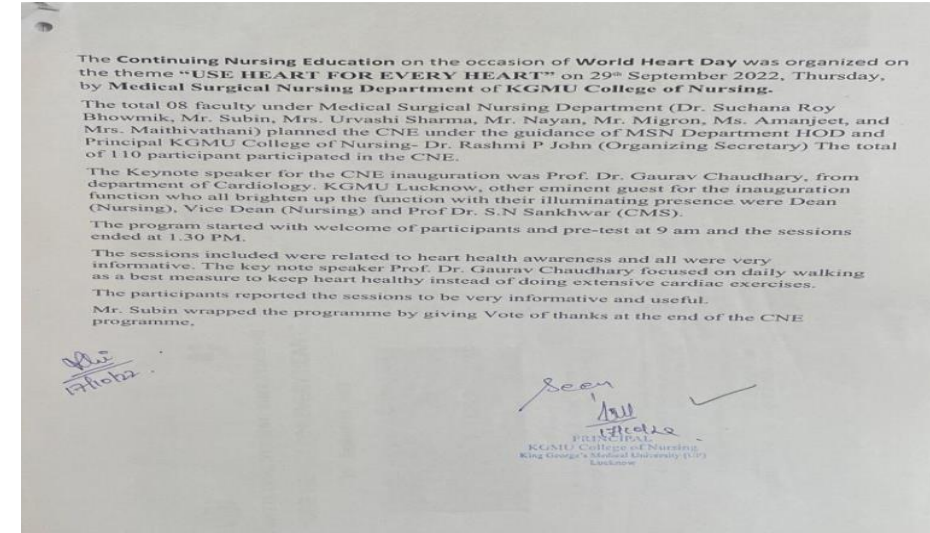 The Continuing Nursing Education on the occasion of World Heart Day was organized on
the theme “USE HEART FOR EVERY HEART” on 29th September 2022, Thursday,
by Medical Surgical Nursing Department of KGMU College of Nursing.
The total 08 faculty under Medical Surgical Nursing Department (Dr. Suchana Roy
Bhowmik, Mr. Subin, Mrs. Urvashi Sharma, Mr. Nayan, Mr. Migron, Ms. Amanjeet, and
Mrs. Maithivathani) planned the CNE under the guidance of MSN Department HOD and
Principal KGMU College of Nursing- Dr. Rashmi P John (Organizing Secretary) The total
of 110 participant participated in the CNE.
The Keynote speaker for the CNE inauguration was Prof. Dr. Gaurav Chaudhary, from
department of Cardiology. KGMU Lucknow, other eminent guest for the inauguration
function who all brighten up the function with their illuminating presence were Dean
(Nursing), Vice Dean (Nursing) and Prof Dr. S.N Sankhwar (CMS).
The program started with welcome of participants and pre-test at 9 am and the sessions
ended at 1.30 PM.
The sessions included were related to heart health awareness and all were very
informative. The key note speaker Prof. Dr. Gaurav Chaudhary focused on daily walking
as a best measure to keep heart healthy instead of doing extensive cardiac exercises.
The participants reported the sessions to be very informative and useful.
Mr. Subin wrapped the programme by giving Vote of thanks at the end of the CNE
programme.
17/10/22
Seen
17/10/22
PRINCIPAL
KGMU College of Nursing
King George's Medical University (UP)
Lucknow